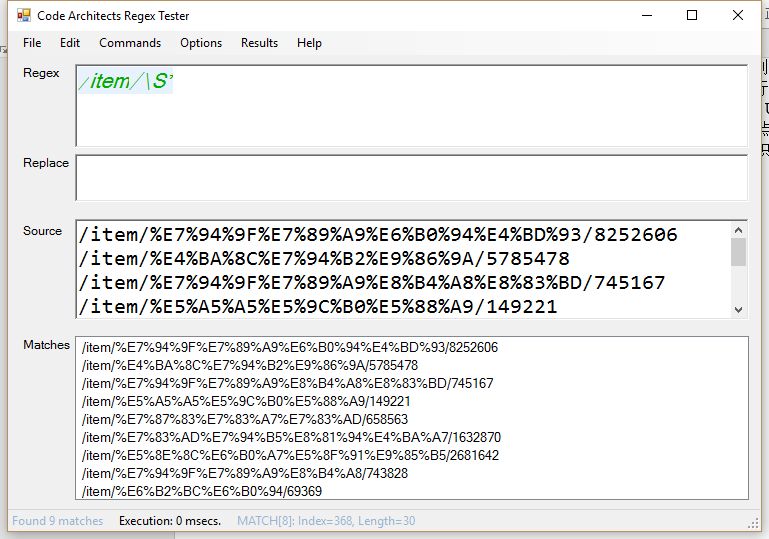 Code Architects Regex Tester
File Edit Commands Options Results Help
Regex
/item/\S*
Replace
Source
/item/%E7%94%9F%E7%89%A9%E6%B0%94%E4%BD%93/8252606
/item/%E4%BA%8C%E7%94%B2%E9%86%9A/5785478
/item/%E7%94%9F%E7%89%A9%E8%B4%A8%E8%83%BD/745167
/item/%E5%A5%A5%E5%9C%B0%E5%88%A9/149221
Matches
/item/%E7%94%9F%E7%89%A9%E6%B0%94%E4%BD%93/8252606
/item/%E4%BA%8C%E7%94%B2%E9%86%9A/5785478
/item/%E7%94%9F%E7%89%A9%E8%B4%A8%E8%83%BD/745167
/item/%E5%A5%A5%E5%9C%B0%E5%88%A9/149221
/item/%E7%87%83%E7%83%A7%E7%83%AD/658563
/item/%E7%83%AD%E7%94%B5%E8%81%94%E4%BA%A7/1632870
/item/%E5%8E%8C%E6%B0%A7%E5%8F%91%E9%85%B5/2681642
/item/%E7%94%9F%E7%89%A9%E8%B4%A8/743828
/item/%E6%B2%BC%E6%B0%94/69369
Found 9 matches Execution: 0 msecs. MATCH[8]: Index=368, Length=30